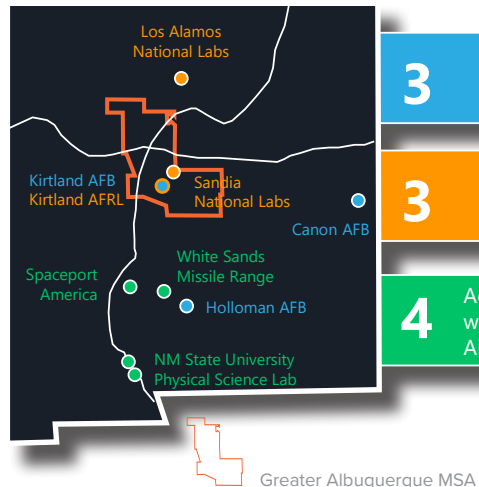 Los Alamos
National Labs
3
Kirtland AFB
Kirtland AFRL
Sandia
National Labs
3
Canon AFB
White Sands
Missile Range
Spaceport
America
Holloman AFB
4
NM State University
Physical Science Lab
Greater Albuquerque MSA